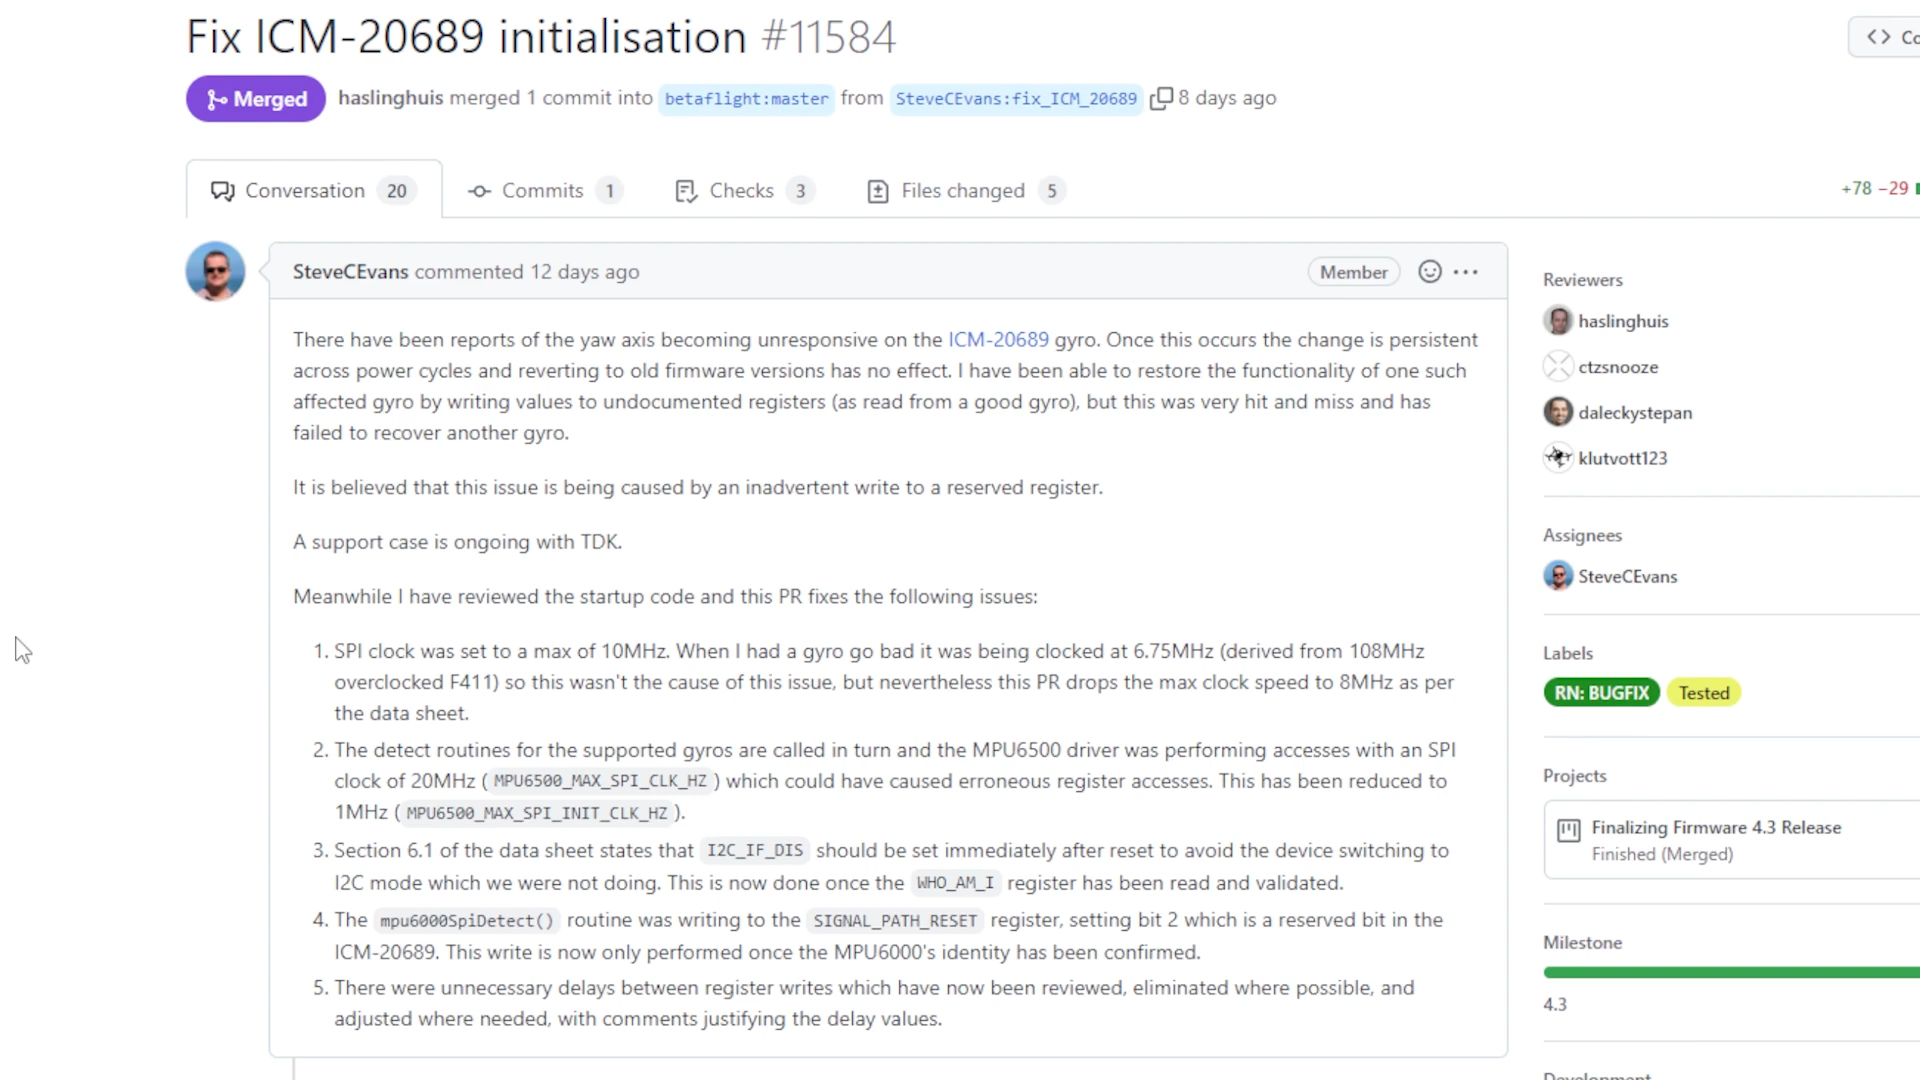 Fix ICM-20689 initialisation #11584
Merged haslinghuis merged 1 commit into betaflight:master from SteveCEvans:fix_ICM_20689 8 days ago
Conversation 20 Commits 1 Checks 3 Files changed 5
+78 −29
SteveCEvans commented 12 days ago Member
There have been reports of the yaw axis becoming unresponsive on the ICM-20689 gyro. Once this occurs the change is persistent
across power cycles and reverting to old firmware versions has no effect. I have been able to restore the functionality of one such
affected gyro by writing values to undocumented registers (as read from a good gyro), but this was very hit and miss and has
failed to recover another gyro.
It is believed that this issue is being caused by an inadvertent write to a reserved register.
A support case is ongoing with TDK.
Meanwhile I have reviewed the startup code and this PR fixes the following issues:
1. SPI clock was set to a max of 10MHz. When I had a gyro go bad it was being clocked at 6.75MHz (derived from 108MHz
overclocked F411) so this wasn't the cause of this issue, but nevertheless this PR drops the max clock speed to 8MHz as per
the data sheet.
2. The detect routines for the supported gyros are called in turn and the MPU6500 driver was performing accesses with an SPI
clock of 20MHz ( MPU6500_MAX_SPI_CLK_HZ ) which could have caused erroneous register accesses. This has been reduced to
1MHz ( MPU6500_MAX_SPI_INIT_CLK_HZ ).
3. Section 6.1 of the data sheet states that I2C_IF_DIS should be set immediately after reset to avoid the device switching to
I2C mode which we were not doing. This is now done once the WHO_AM_I register has been read and validated.
4. The mpu6000SpiDetect() routine was writing to the SIGNAL_PATH_RESET register, setting bit 2 which is a reserved bit in the
ICM-20689. This write is now only performed once the MPU6000's identity has been confirmed.
5. There were unnecessary delays between register writes which have now been reviewed, eliminated where possible, and
adjusted where needed, with comments justifying the delay values.
Reviewers
haslinghuis
ctzsnooze
daleckystepan
klutvott123
Assignees
SteveCEvans
Labels
RN: BUGFIX Tested
Projects
Finalizing Firmware 4.3 Release
Finished (Merged)
Milestone
4.3
Development